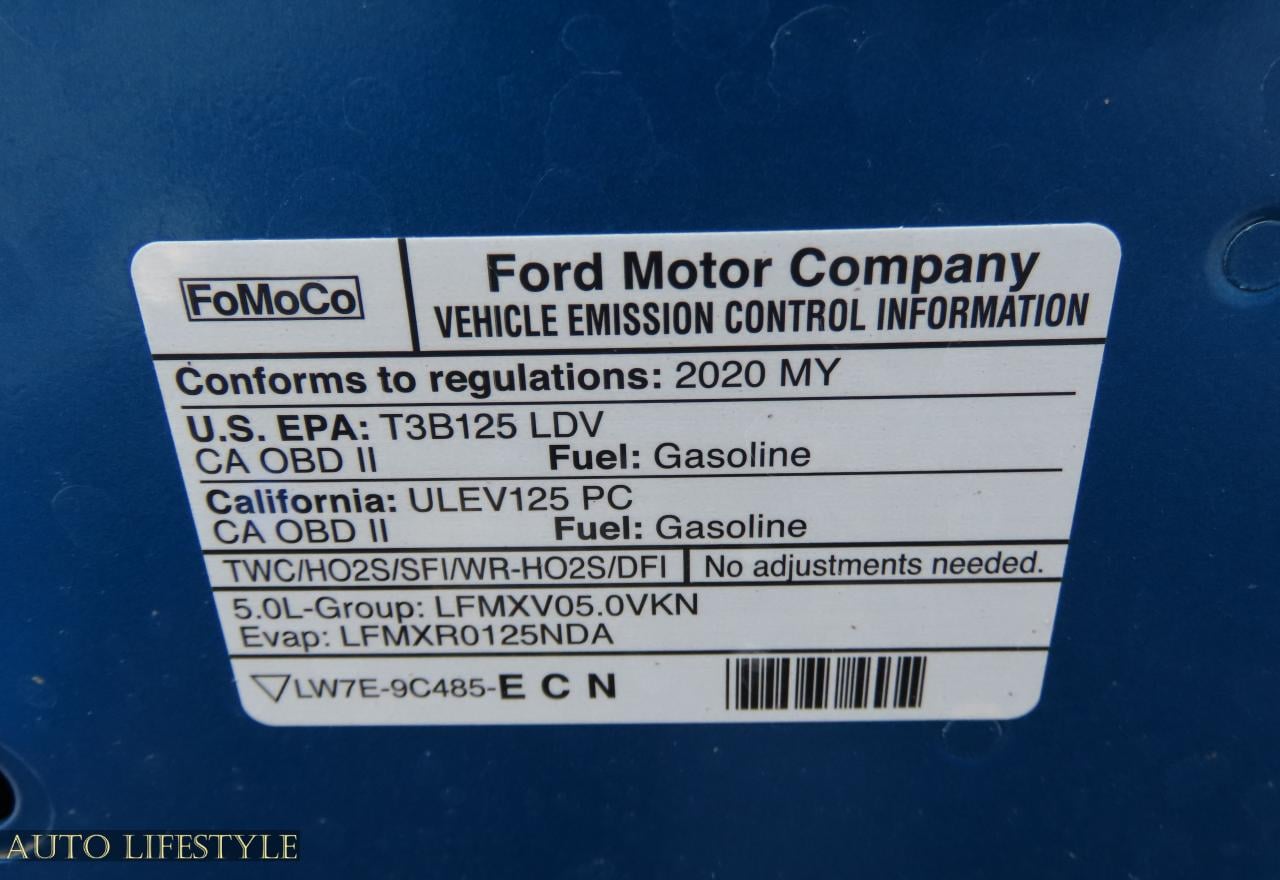 FoMoCo
Ford Motor Company
VEHICLE EMISSION CONTROL INFORMATION
Conforms to regulations: 2020 MY
U.S. EPA: T3B125 LDV
CA OBD II Fuel: Gasoline
California: ULEV125 PC
CA OBD II Fuel: Gasoline
TWC/HO2S/SFI/WR-HO2S/DFI No adjustments needed.
5.0L-Group: LFMXV05.0VKN
Evap: LFMXR0125NDA
LW7E-9C485-E C N
AUTO LIFESTYLE